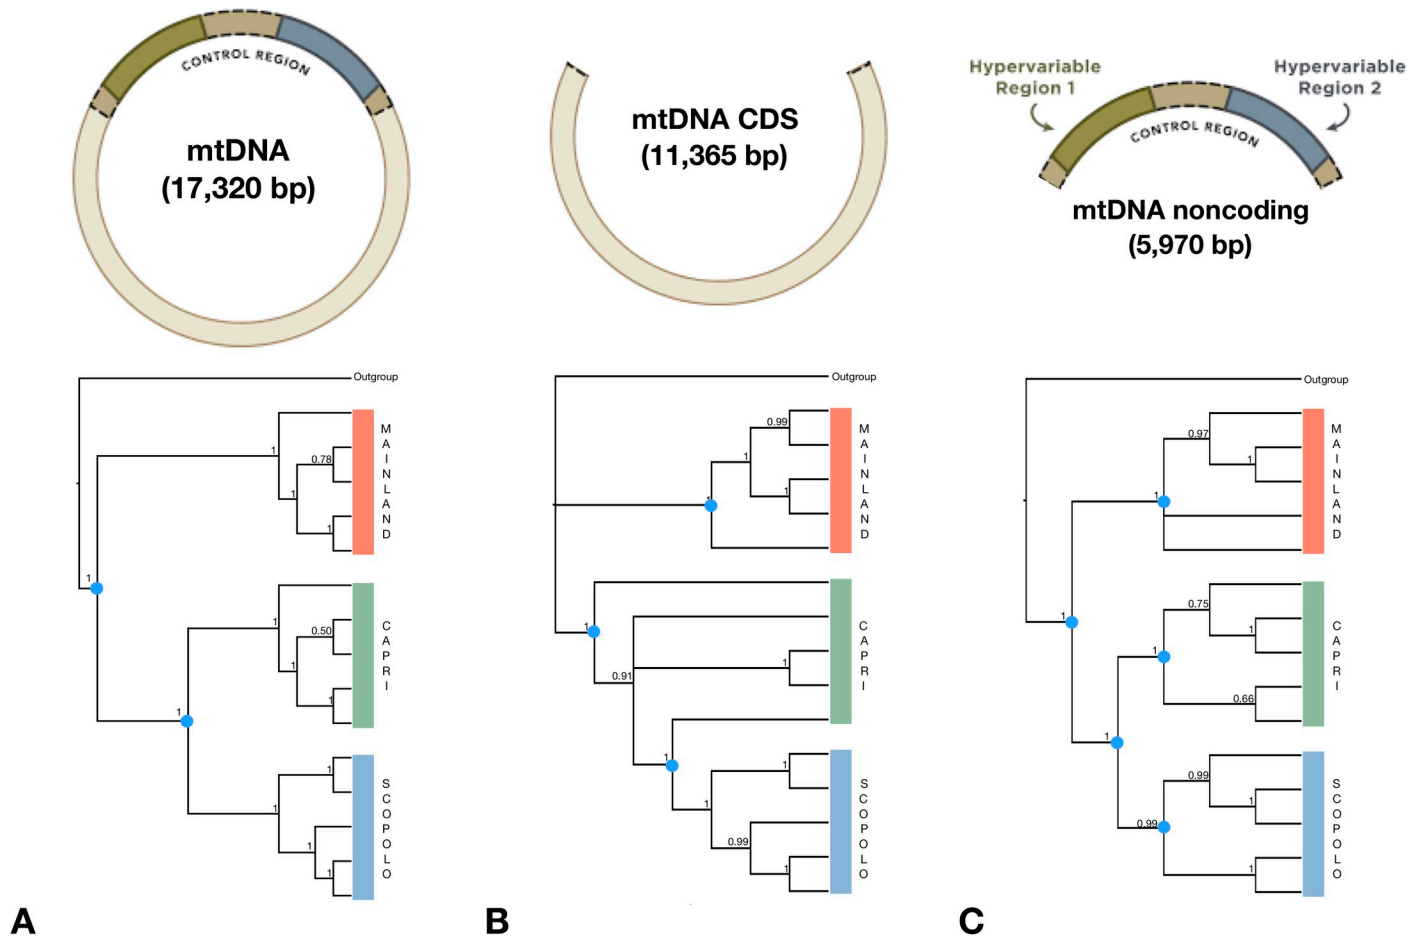 CONTROL REGION
mtDNA
(17,320 bp)
mtDNA CDS
(11,365 bp)
Hypervariable
Region 1
Hypervariable
Region 2
CONTROL REGION
mtDNA noncoding
(5,970 bp)
Outgroup
1
0.78
1
1
1
1
1
0.50
1
1
1
1
1
1
MAINLAND
CAPRI
SCOPOLO
A
Outgroup
0.99
1
1
1
1
1
0.91
1
1
1
0.99
1
MAINLAND
CAPRI
SCOPOLO
B
Outgroup
0.97
1
1
1
0.75
1
1
0.66
1
0.99
1
0.99
1
MAINLAND
CAPRI
SCOPOLO
C